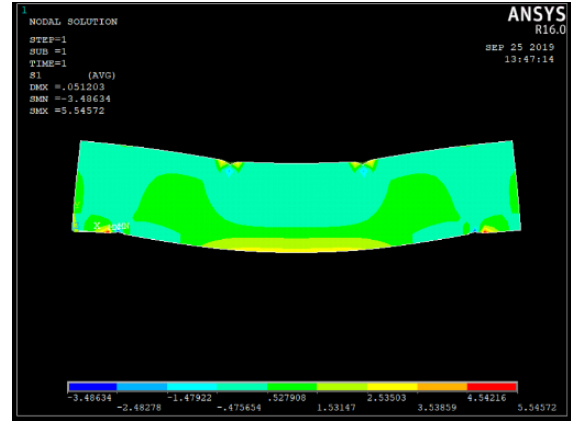 1
NODAL SOLUTION
STEP=1
SUB =1
TIME=1
S1 (AVG)
DMX =.051203
SMN =-3.48634
SMX =5.54572
ANSYS
R16.0
SEP 25 2019
13:47:14
X
-3.48634 -1.47922 .527908 2.53503 4.54216
-2.48278 -.475654 1.53147 3.53859 5.54572